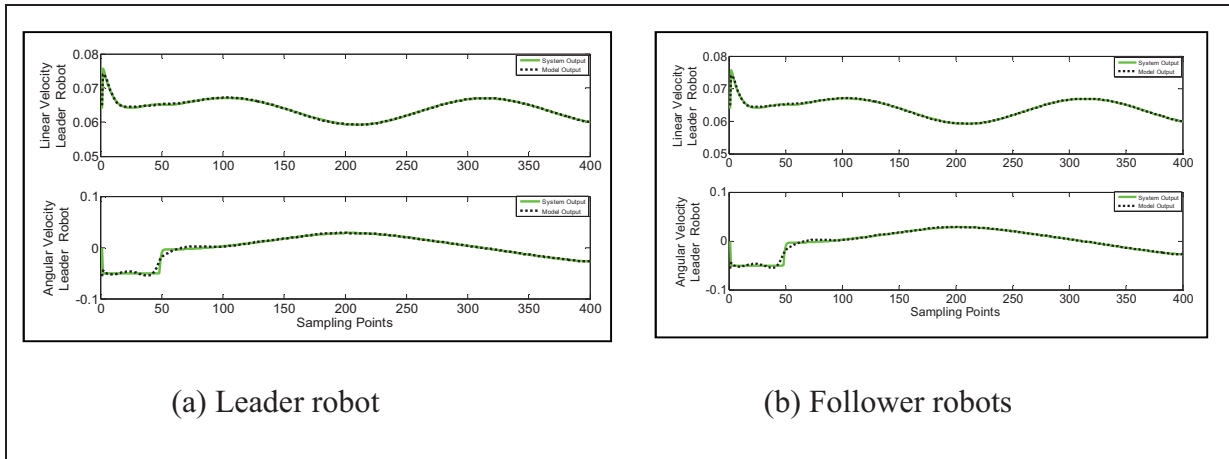 0.08
0.07
0.06
0.05
Linear Velocity
Leader Robot
System Output
Model Output
0 50 100 150 200 250 300 350 400
0.1
0
-0.1
Angular Velocity
Leader Robot
System Output
Model Output
0 50 100 150 200 250 300 350 400
Sampling Points
(a) Leader robot
0.08
0.07
0.06
0.05
Linear Velocity
Leader Robot
System Output
Model Output
0 50 100 150 200 250 300 350 400
0.1
0
-0.1
Angular Velocity
Leader Robot
System Output
Model Output
0 50 100 150 200 250 300 350 400
Sampling Points
(b) Follower robots